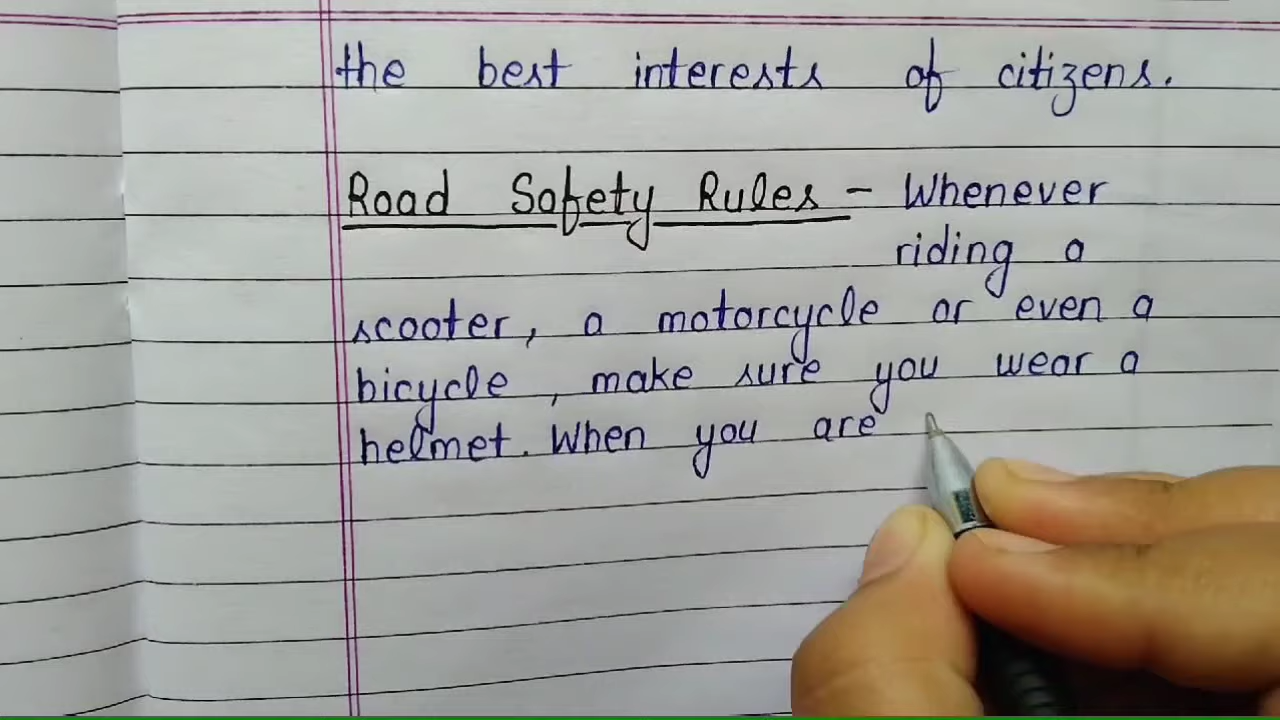 the best interests of citizens.
Road Safety Rules - Whenever
riding a
scooter, a motorcycle or even a
bicycle, make sure you wear a
helmet. When you are